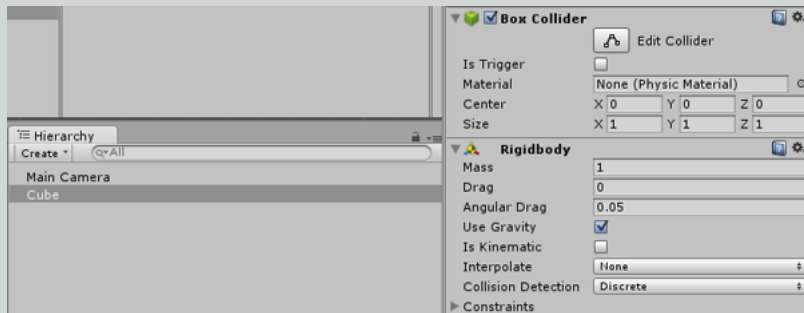 Box Collider
Edit Collider
Is Trigger
Material None (Physic Material)
Center X 0 Y 0 Z 0
Size X 1 Y 1 Z 1
Hierarchy
Create All
Main Camera
Cube
Rigidbody
Mass 1
Drag 0
Angular Drag 0.05
Use Gravity
Is Kinematic
Interpolate None
Collision Detection Discrete
Constraints